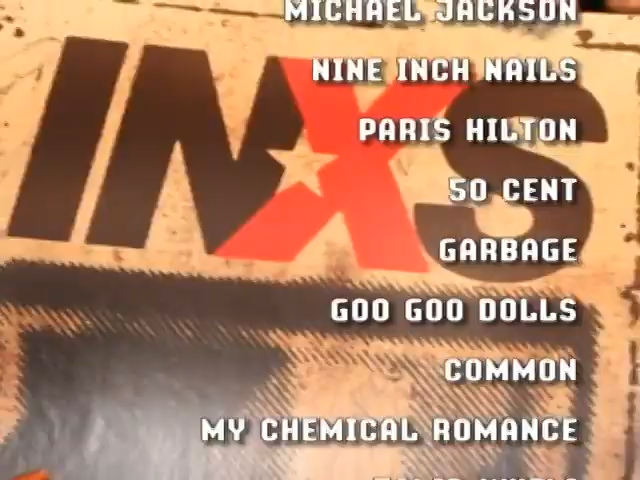 MICHAEL JACKSON
INXS
NINE INCH NAILS
PARIS HILTON
50 CENT
GARBAGE
GOO GOO DOLLS
COMMON
MY CHEMICAL ROMANCE